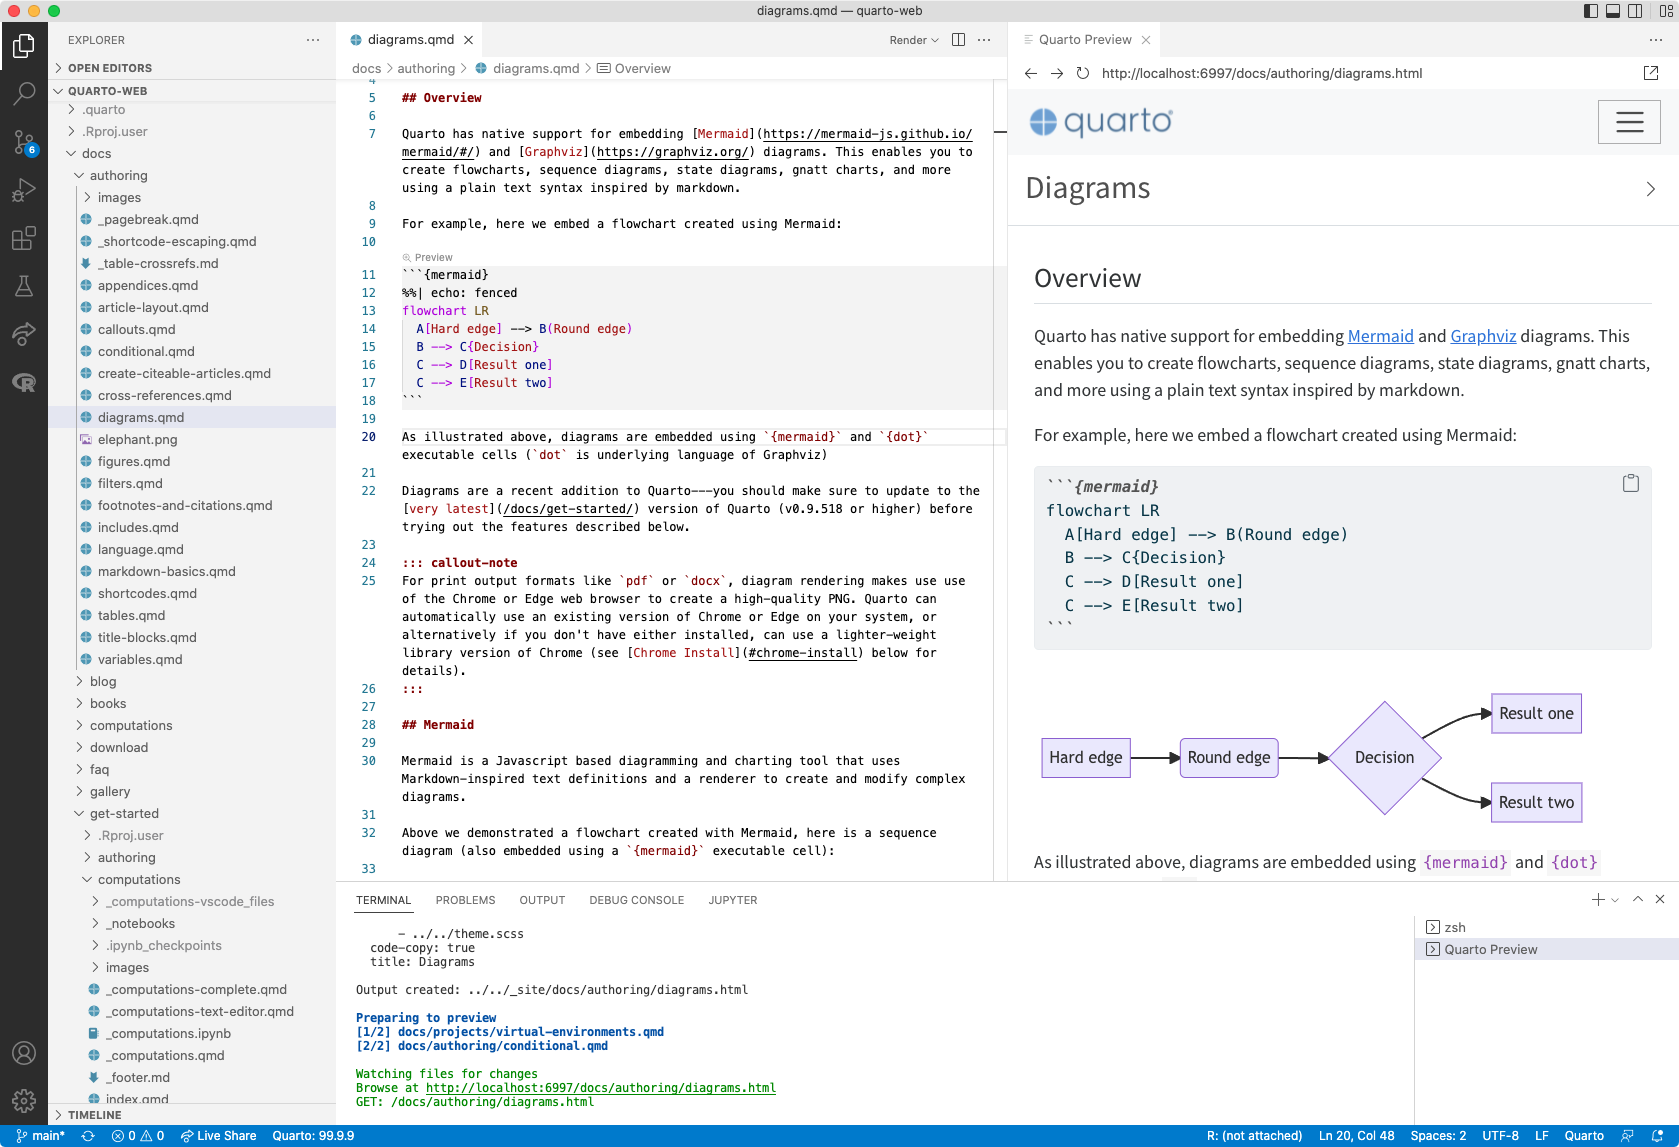 diagrams.qmd — quarto-web
EXPLORER
OPEN EDITORS
QUARTO-WEB
.quarto
.Rproj.user
docs
authoring
images
_pagebreak.qmd
_shortcode-escaping.qmd
_table-crossrefs.md
appendices.qmd
article-layout.qmd
callouts.qmd
conditional.qmd
create-citeable-articles.qmd
cross-references.qmd
diagrams.qmd
elephant.png
figures.qmd
filters.qmd
footnotes-and-citations.qmd
includes.qmd
language.qmd
markdown-basics.qmd
shortcodes.qmd
tables.qmd
title-blocks.qmd
variables.qmd
blog
books
computations
download
faq
gallery
get-started
.Rproj.user
authoring
computations
_computations-vscode_files
_notebooks
.ipynb_checkpoints
images
_computations-complete.qmd
_computations-text-editor.qmd
_computations.ipynb
_computations.qmd
_footer.md
index.qmd
TIMELINE
6
diagrams.qmd
Render
docs > authoring > diagrams.qmd > Overview
4
5 ## Overview
6
7 Quarto has native support for embedding [Mermaid](https://mermaid-js.github.io/
mermaid/#/) and [Graphviz](https://graphviz.org/) diagrams. This enables you to
create flowcharts, sequence diagrams, state diagrams, gnatt charts, and more
using a plain text syntax inspired by markdown.
8
9 For example, here we embed a flowchart created using Mermaid:
10
Preview
11 ```{mermaid}
12 %%| echo: fenced
13 flowchart LR
14 A[Hard edge] --> B(Round edge)
15 B --> C{Decision}
16 C --> D[Result one]
17 C --> E[Result two]
18 ```
19
20 As illustrated above, diagrams are embedded using `{mermaid}` and `{dot}`
executable cells (`dot` is underlying language of Graphviz)
21
22 Diagrams are a recent addition to Quarto---you should make sure to update to the
[very latest](/docs/get-started/) version of Quarto (v0.9.518 or higher) before
trying out the features described below.
23
24 ::: callout-note
25 For print output formats like `pdf` or `docx`, diagram rendering makes use use
of the Chrome or Edge web browser to create a high-quality PNG. Quarto can
automatically use an existing version of Chrome or Edge on your system, or
alternatively if you don't have either installed, can use a lighter-weight
library version of Chrome (see [Chrome Install](#chrome-install) below for
details).
26 :::
27
28 ## Mermaid
29
30 Mermaid is a Javascript based diagramming and charting tool that uses
Markdown-inspired text definitions and a renderer to create and modify complex
diagrams.
31
32 Above we demonstrated a flowchart created with Mermaid, here is a sequence
diagram (also embedded using a `{mermaid}` executable cell):
33
Quarto Preview
http://localhost:6997/docs/authoring/diagrams.html
quarto
Diagrams
Overview
Quarto has native support for embedding Mermaid and Graphviz diagrams. This
enables you to create flowcharts, sequence diagrams, state diagrams, gnatt charts,
and more using a plain text syntax inspired by markdown.
For example, here we embed a flowchart created using Mermaid:
```{mermaid}
flowchart LR
A[Hard edge] --> B(Round edge)
B --> C{Decision}
C --> D[Result one]
C --> E[Result two]
```
Hard edge
Round edge
Decision
Result one
Result two
As illustrated above, diagrams are embedded using {mermaid} and {dot}
TERMINAL PROBLEMS OUTPUT DEBUG CONSOLE JUPYTER
- ../../theme.scss
code-copy: true
title: Diagrams
Output created: ../../_site/docs/authoring/diagrams.html
Preparing to preview
[1/2] docs/projects/virtual-environments.qmd
[2/2] docs/authoring/conditional.qmd
Watching files for changes
Browse at http://localhost:6997/docs/authoring/diagrams.html
GET: /docs/authoring/diagrams.html
zsh
Quarto Preview
main* 0 0 Live Share Quarto: 99.9.9
R: (not attached) Ln 20, Col 48 Spaces: 2 UTF-8 LF Quarto